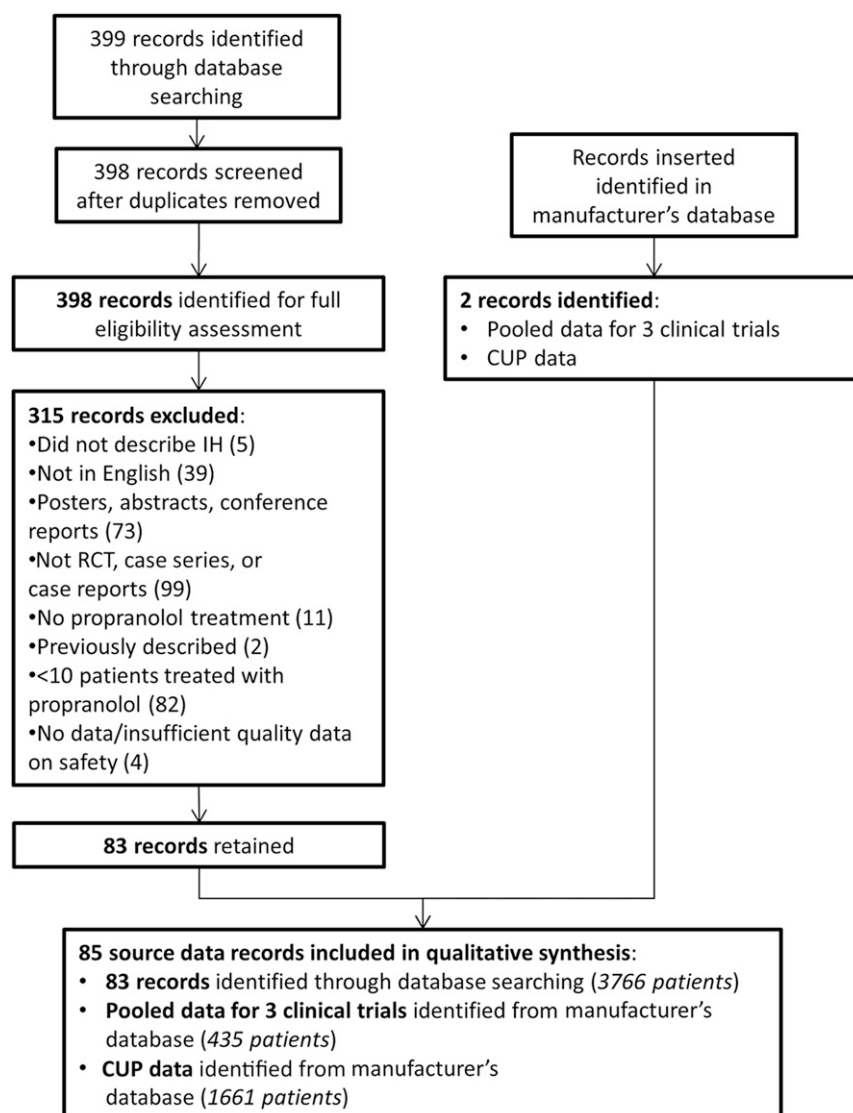 399 records identified
through database
searching
398 records screened
after duplicates removed
398 records identified for full
eligibility assessment
315 records excluded:
•Did not describe IH (5)
•Not in English (39)
•Posters, abstracts, conference
reports (73)
•Not RCT, case series, or
case reports (99)
•No propranolol treatment (11)
•Previously described (2)
•<10 patients treated with
propranolol (82)
•No data/insufficient quality data
on safety (4)
83 records retained
Records inserted
identified in
manufacturer’s database
2 records identified:
• Pooled data for 3 clinical trials
• CUP data
85 source data records included in qualitative synthesis:
• 83 records identified through database searching (3766 patients)
• Pooled data for 3 clinical trials identified from manufacturer’s
database (435 patients)
• CUP data identified from manufacturer’s
database (1661 patients)